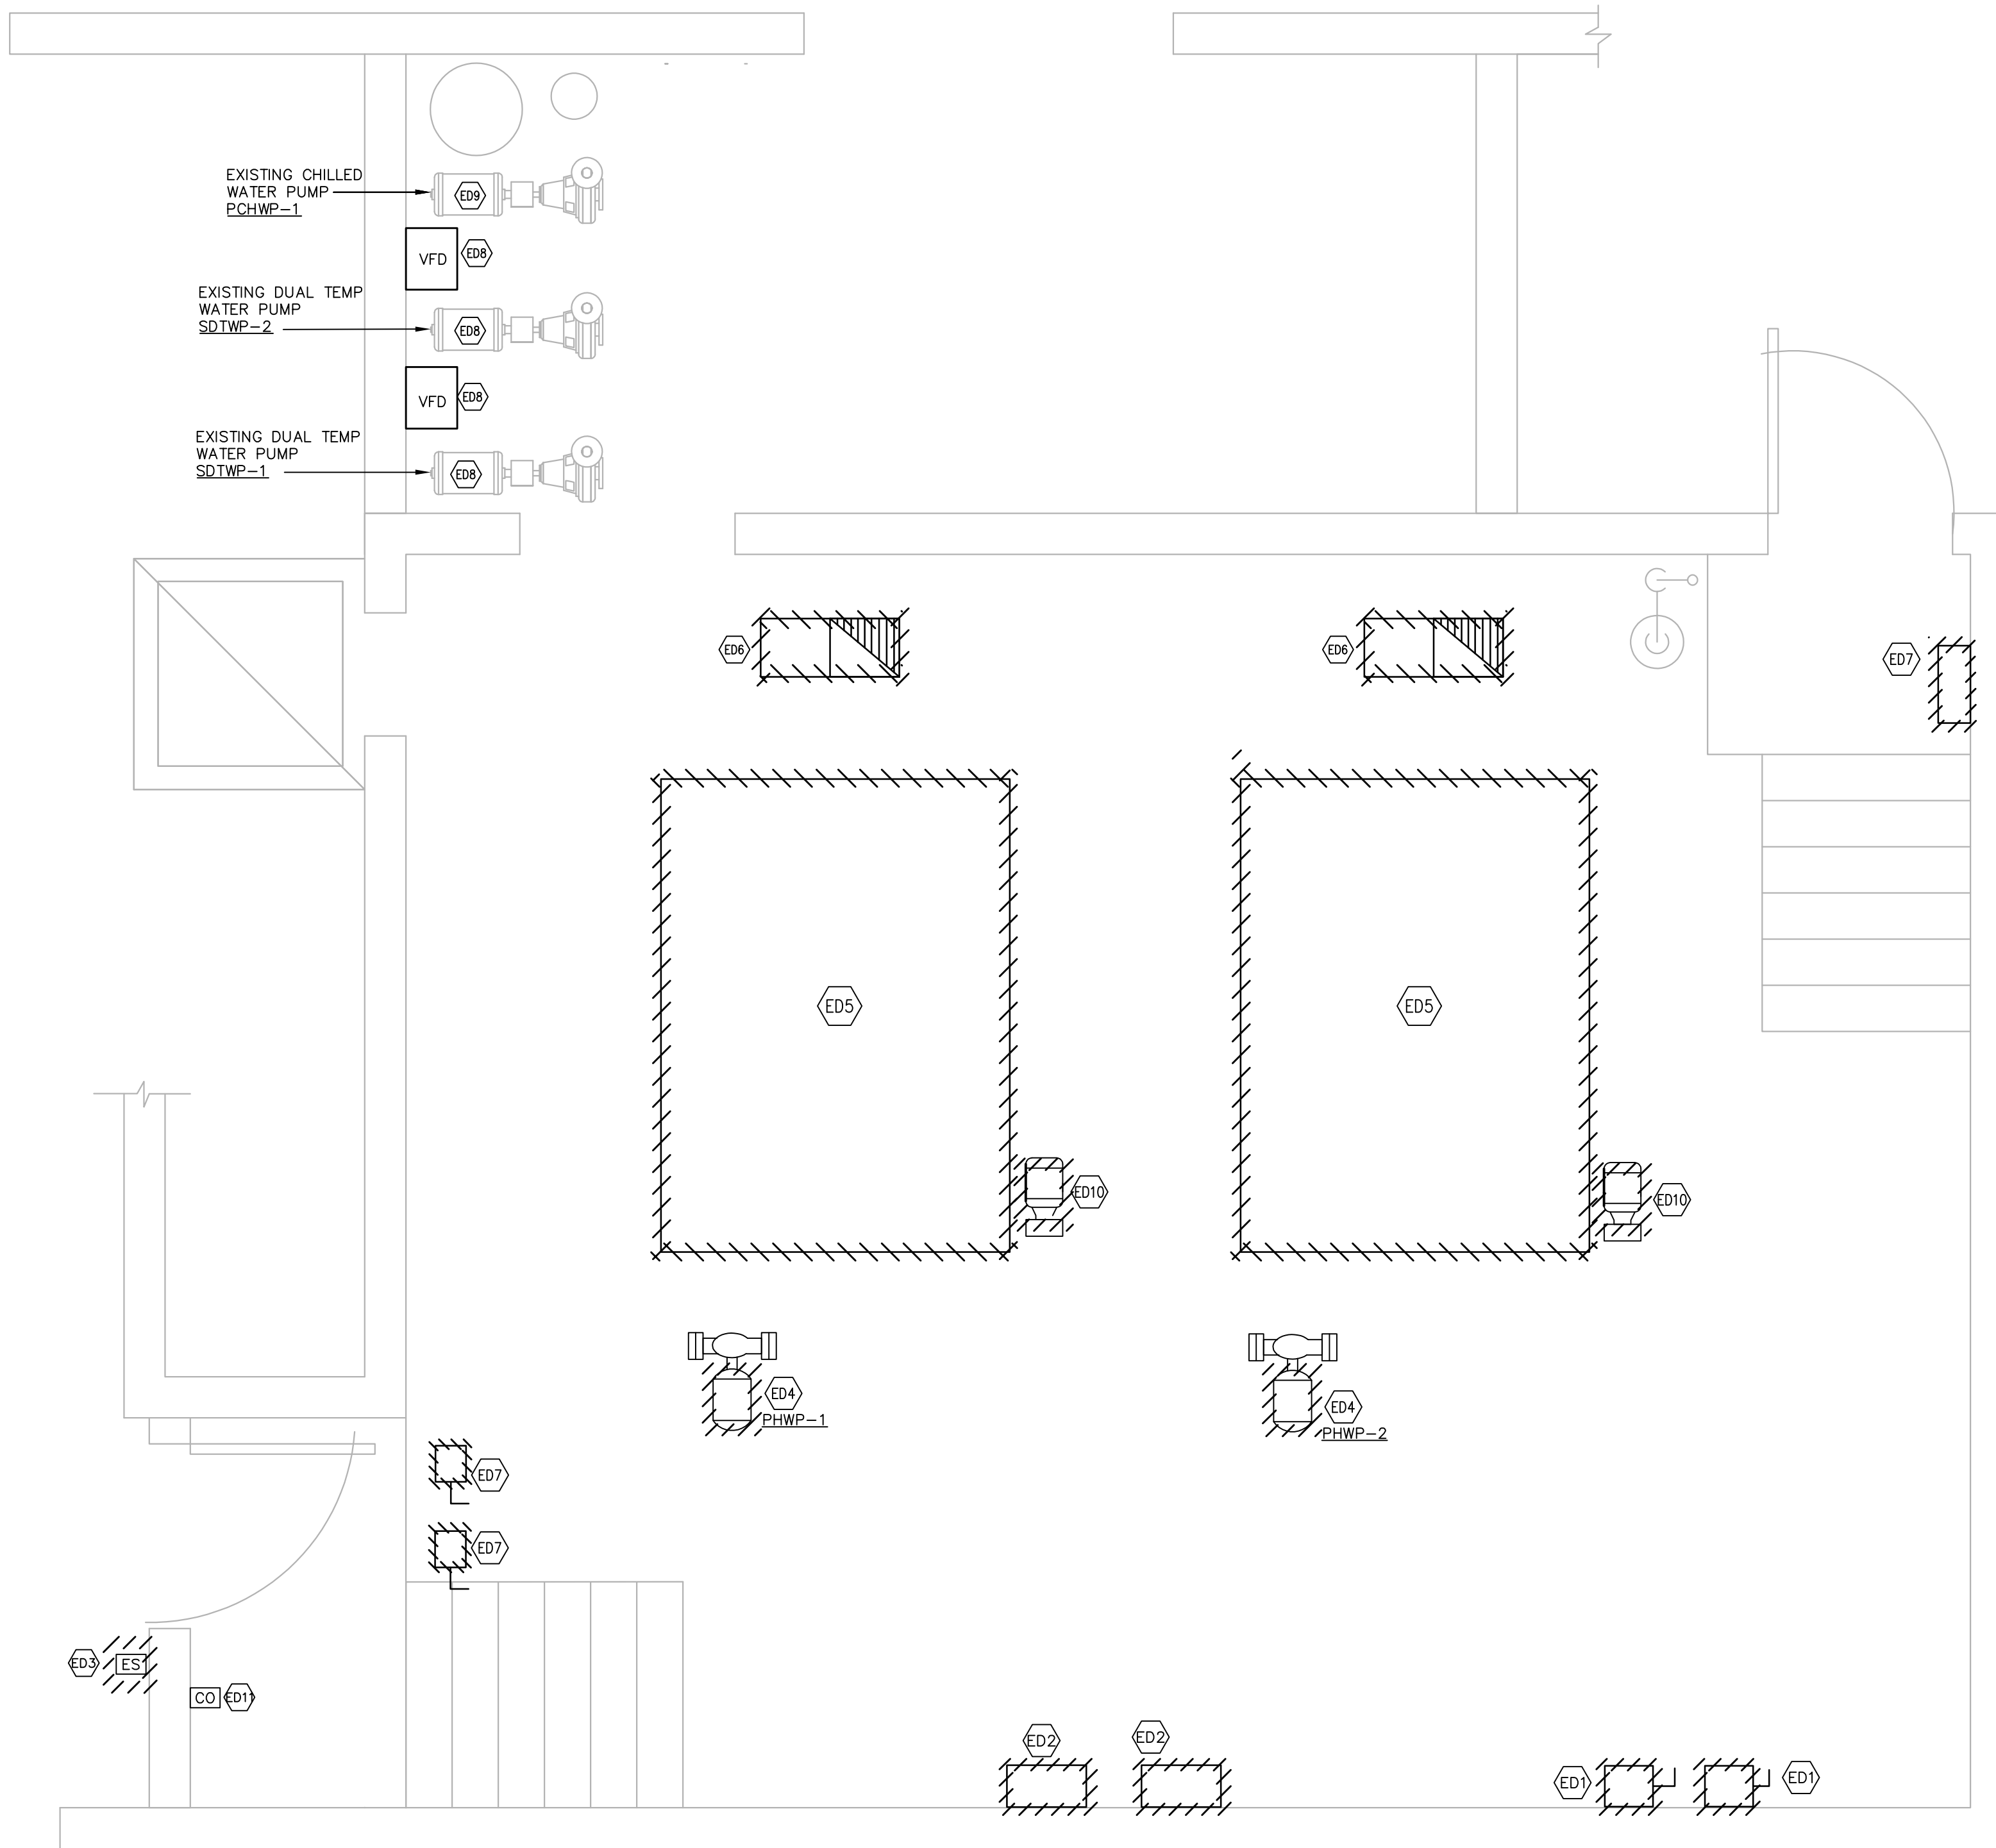 EXISTING CHILLED
WATER PUMP
PCHWP-1
ED9
VFD
ED8
EXISTING DUAL TEMP
WATER PUMP
SDTWP-2
ED8
VFD
ED8
EXISTING DUAL TEMP
WATER PUMP
SDTWP-1
ED8
ED6
ED6
ED7
ED5
ED5
ED10
ED10
ED4
PHWP-1
ED4
PHWP-2
ED7
ED7
ED3
ES
CO
ED11
ED2
ED2
ED1
ED1